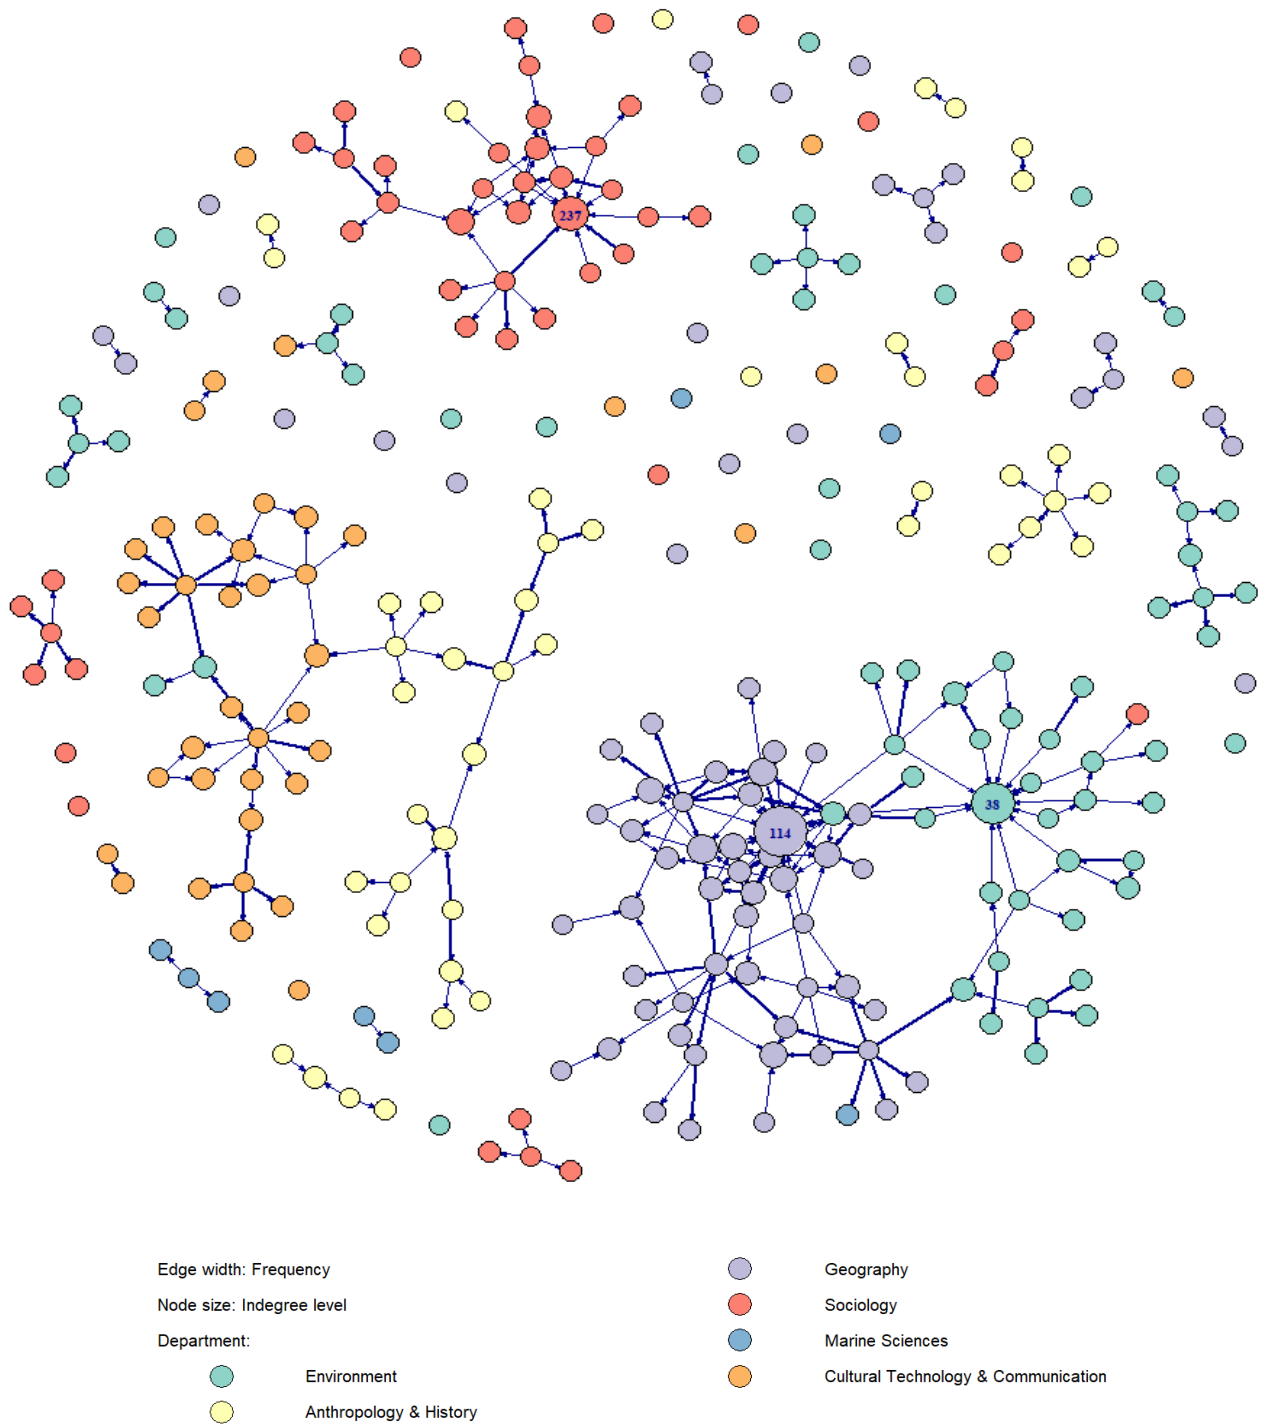 237
38
114
Edge width: Frequency
Node size: Indegree level
Department:
Environment
Anthropology & History
Geography
Sociology
Marine Sciences
Cultural Technology & Communication